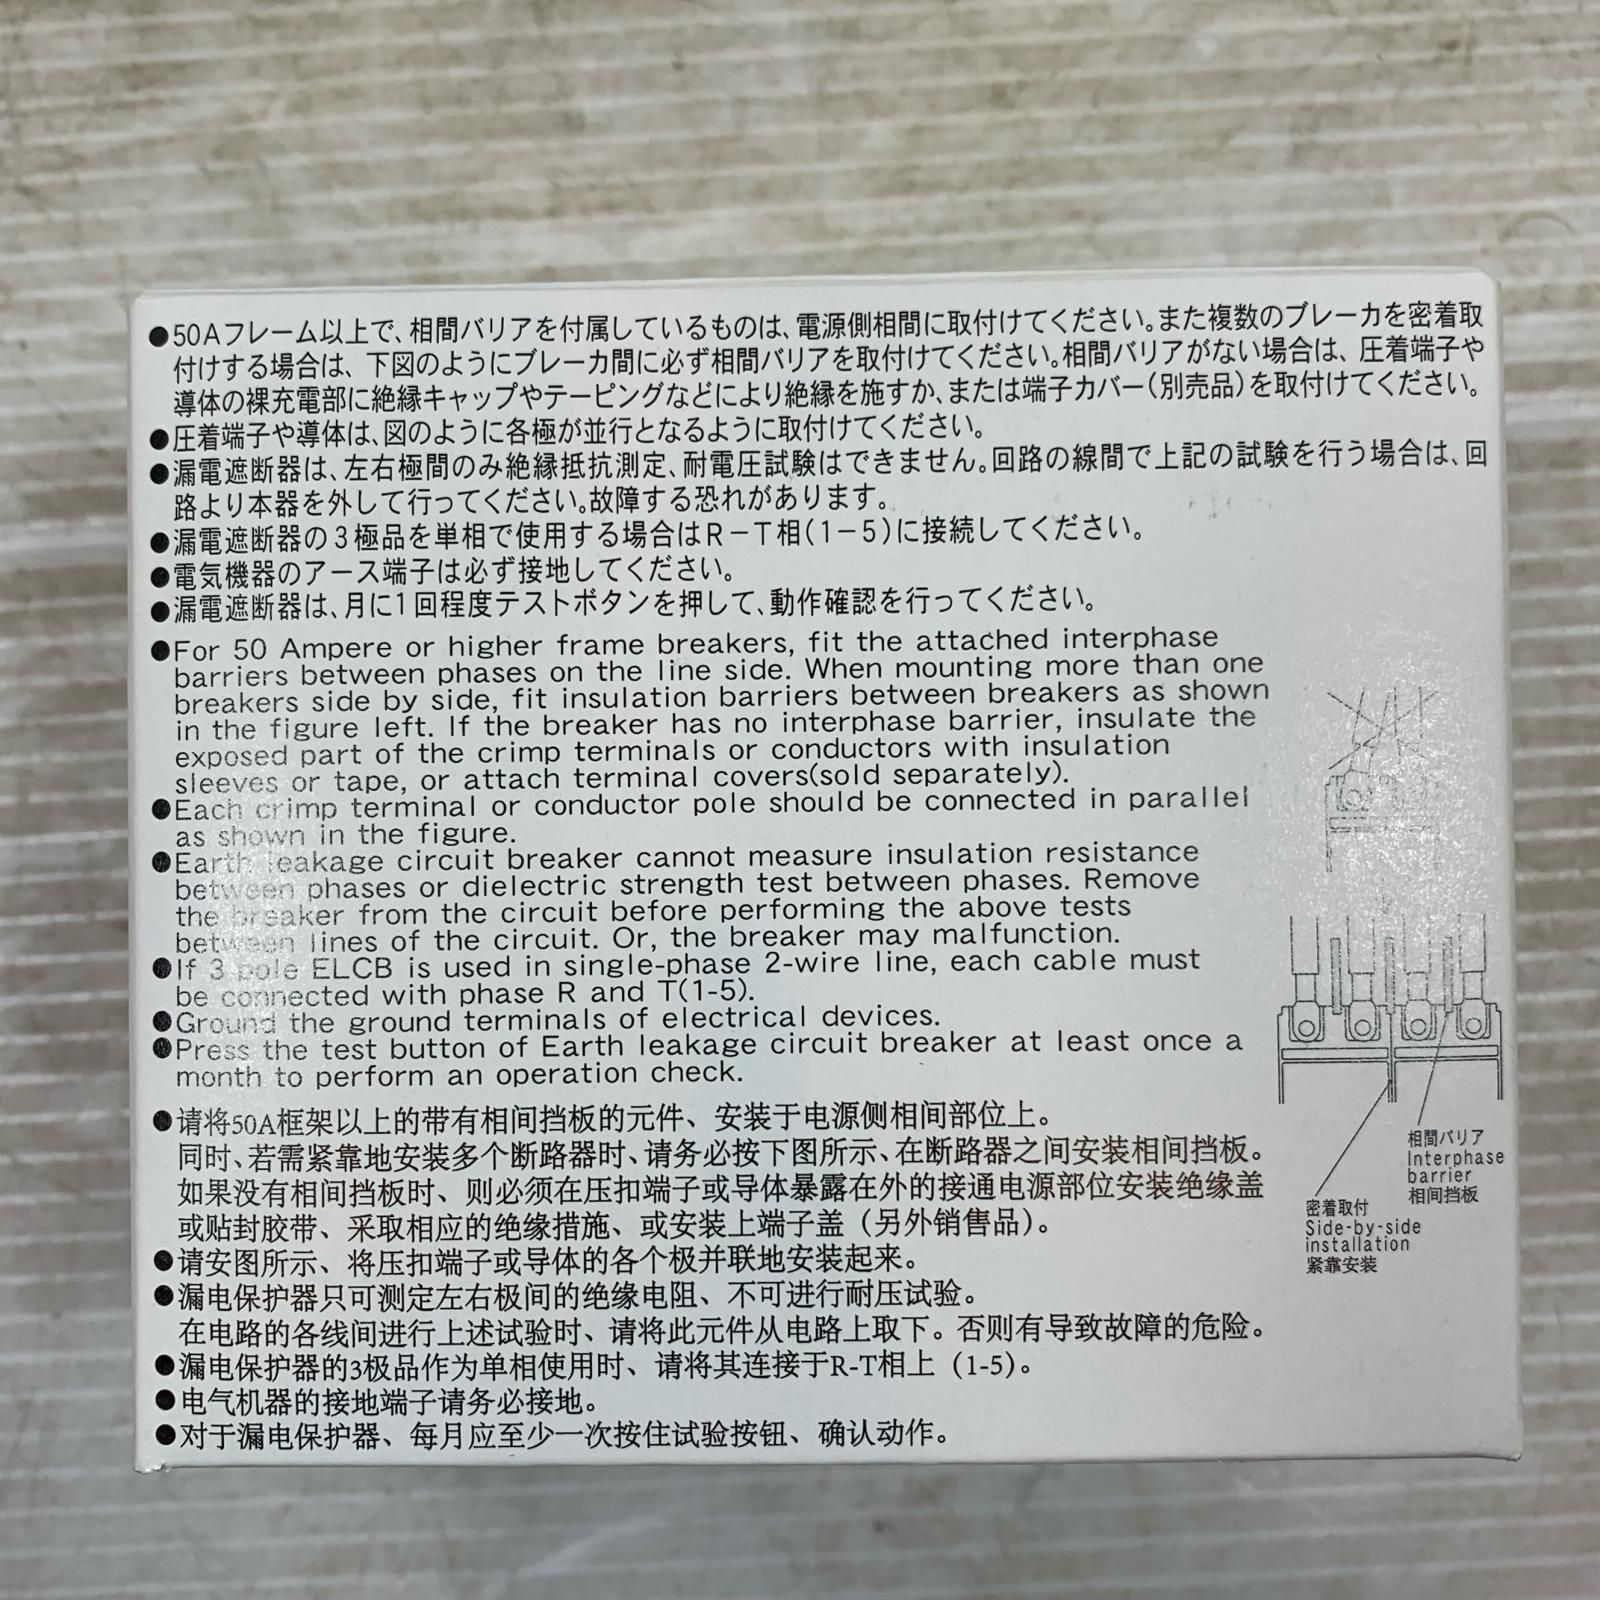 ●50Aフレーム以上で、相間バリアを付属しているものは、電源側相間に取付けてください。また複数のブレーカを密着取
付けする場合は、下図のようにブレーカ間に必ず相間バリアを取付けてください。相間バリアがない場合は、圧着端子や
導体の裸充電部に絶縁キャップやテーピングなどにより絶縁を施すか、または端子カバー（別売品）を取付けてください。
●圧着端子や導体は、図のように各極が並行となるように取付けてください。
●漏電遮断器は、左右極間のみ絶縁抵抗測定、耐電圧試験はできません。回路の線間で上記の試験を行う場合は、回
路より本器を外して行ってください。故障する恐れがあります。
●漏電遮断器の3極品を単相で使用する場合はR－T相（1－5）に接続してください。
●電気機器のアース端子は必ず接地してください。
●漏電遮断器は、月に1回程度テストボタンを押して、動作確認を行ってください。
●For 50 Ampere or higher frame breakers, fit the attached interphase
barriers between phases on the line side. When mounting more than one
breakers side by side, fit insulation barriers between breakers as shown
in the figure left. If the breaker has no interphase barrier, insulate the
exposed part of the crimp terminals or conductors with insulation
sleeves or tape, or attach terminal covers(sold separately).
●Each crimp terminal or conductor pole should be connected in parallel
as shown in the figure.
●Earth leakage circuit breaker cannot measure insulation resistance
between phases or dielectric strength test between phases. Remove
the breaker from the circuit before performing the above tests
between lines of the circuit. Or, the breaker may malfunction.
●If 3 pole ELCB is used in single-phase 2-wire line, each cable must
be connected with phase R and T(1-5).
●Ground the ground terminals of electrical devices.
●Press the test button of Earth leakage circuit breaker at least once a
month to perform an operation check.
●请将50A框架以上的带有相间挡板的元件、安装于电源侧相间部位上。
同时、若需紧靠地安装多个断路器时、请务必按下图所示、在断路器之间安装相间挡板。
如果没有相间挡板时、则必须在压扣端子或导体暴露在外的接通电源部位安装绝缘盖
或贴封胶带、采取相应的绝缘措施、或安装上端子盖（另外销售品）。
●请安图所示、将压扣端子或导体的各个极并联地安装起来。
●漏电保护器只可测定左右极间的绝缘电阻、不可进行耐压试验。
在电路的各线间进行上述试验时、请将此元件从电路上取下。否则有导致故障的危险。
●漏电保护器的3极品作为单相使用时、请将其连接于R-T相上（1-5）。
●电气机器的接地端子请务必接地。
●对于漏电保护器、每月应至少一次按住试验按钮、确认动作。
相間バリア
Interphase
barrier
相间挡板
密着取付
Side-by-side
installation
紧靠安装